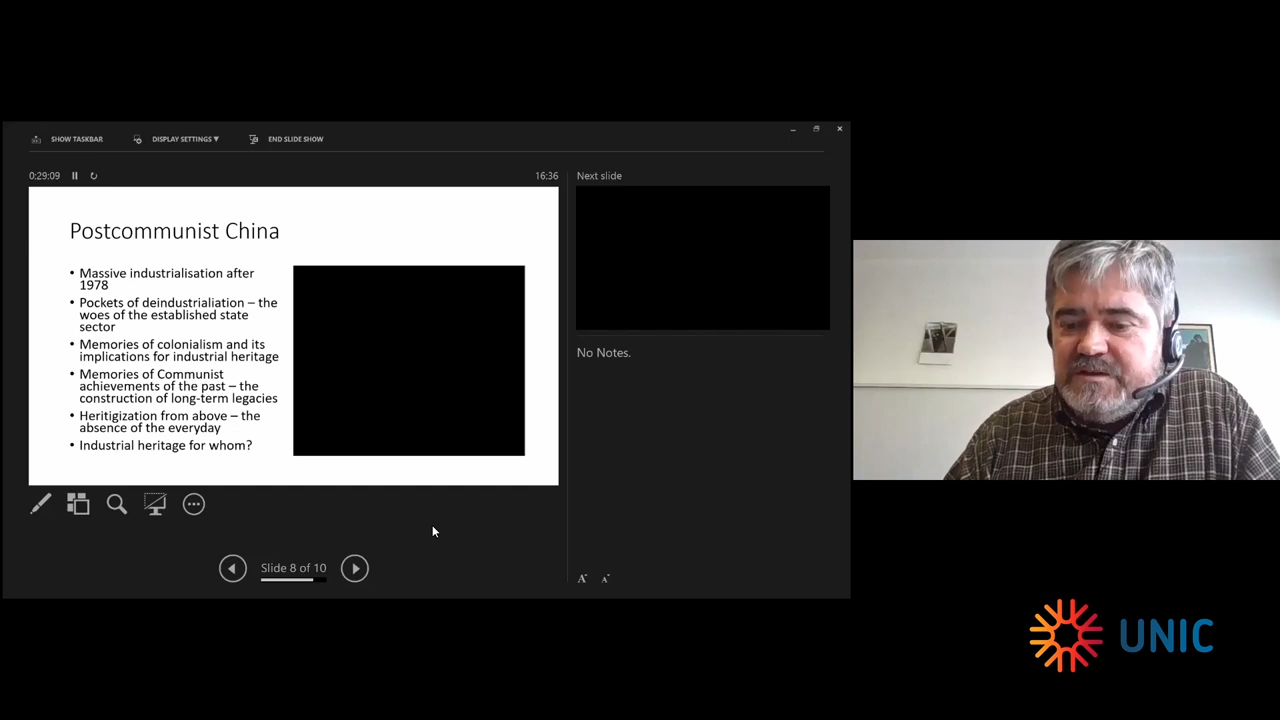 SHOW TASKBAR
DISPLAY SETTINGS ▼
END SLIDE SHOW
0:29:09
16:36
Next slide
Postcommunist China
• Massive industrialisation after
1978
• Pockets of deindustrialiation – the
woes of the established state
sector
• Memories of colonialism and its
implications for industrial heritage
• Memories of Communist
achievements of the past – the
construction of long-term legacies
• Heritigization from above – the
absence of the everyday
• Industrial heritage for whom?
No Notes.
Slide 8 of 10
A A
UNIC